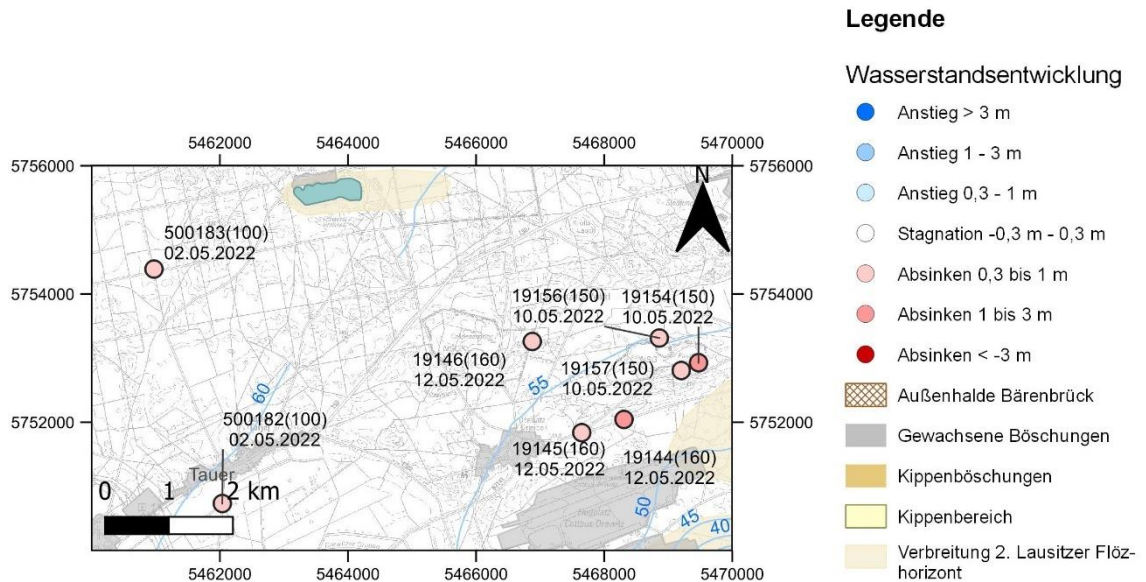 Legende
Wasserstandsentwicklung
Anstieg > 3 m
Anstieg 1 - 3 m
Anstieg 0,3 - 1 m
Stagnation -0,3 m - 0,3 m
Absinken 0,3 bis 1 m
Absinken 1 bis 3 m
Absinken < -3 m
Außenhalde Bärenbrück
Gewachsene Böschungen
Kippenböschungen
Kippenbereich
Verbreitung 2. Lausitzer Flöz-
horizont
5462000 5464000 5466000 5468000 5470000
5756000 5756000
N
500183(100)
02.05.2022
5754000 5754000
19156(150) 19154(150)
10.05.2022 10.05.2022
19146(160) 19157(150)
12.05.2022 10.05.2022
60 55
5752000 5752000
500182(100)
02.05.2022
19145(160) 19144(160)
12.05.2022 12.05.2022
Tauer
0 1 2 km
50 45 40
5462000 5464000 5466000 5468000 5470000